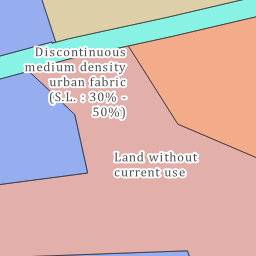 Discontinuous
medium density
urban fabric
(S.L. : 30% -
50%)
Land without
current use